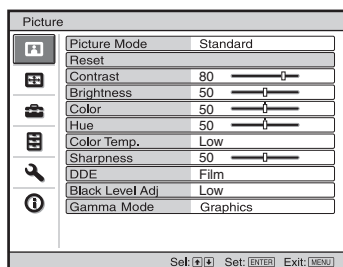 Picture
Picture Mode Standard
Reset
Contrast 80
Brightness 50
Color 50
Hue 50
Color Temp. Low
Sharpness 50
DDE Film
Black Level Adj Low
Gamma Mode Graphics
Sel: Set: ENTER Exit: MENU